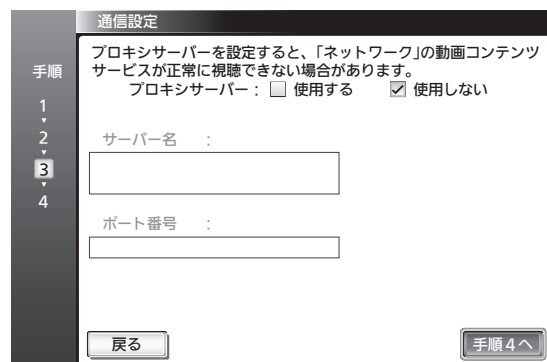 通信設定
プロキシサーバーを設定すると、「ネットワーク」の動画コンテンツ
サービスが正常に視聴できない場合があります。
プロキシサーバー： 使用する 使用しない
手順
1
2
3
4
サーバー名 ：
ポート番号 ：
戻る
手順4へ